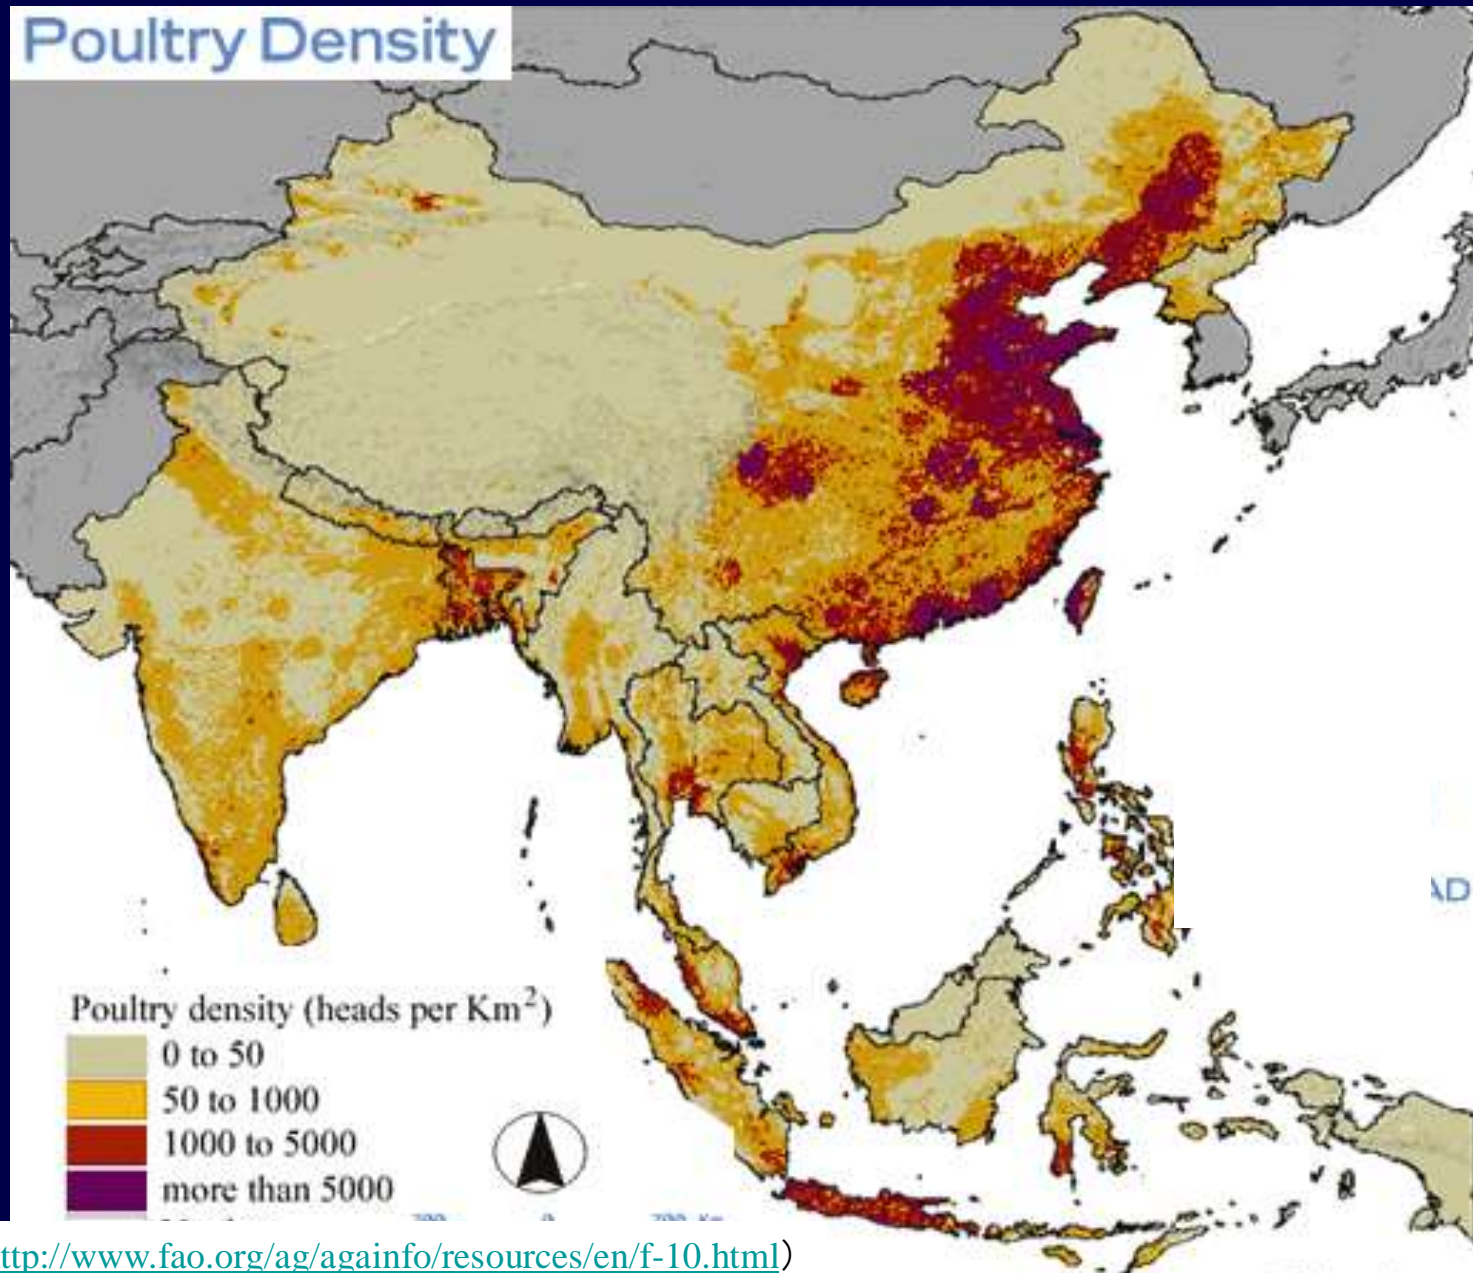 Poultry Density
AD
Poultry density (heads per Km²)
0 to 50
50 to 1000
1000 to 5000
more than 5000
ttp://www.fao.org/ag/againfo/resources/en/f-10.html）